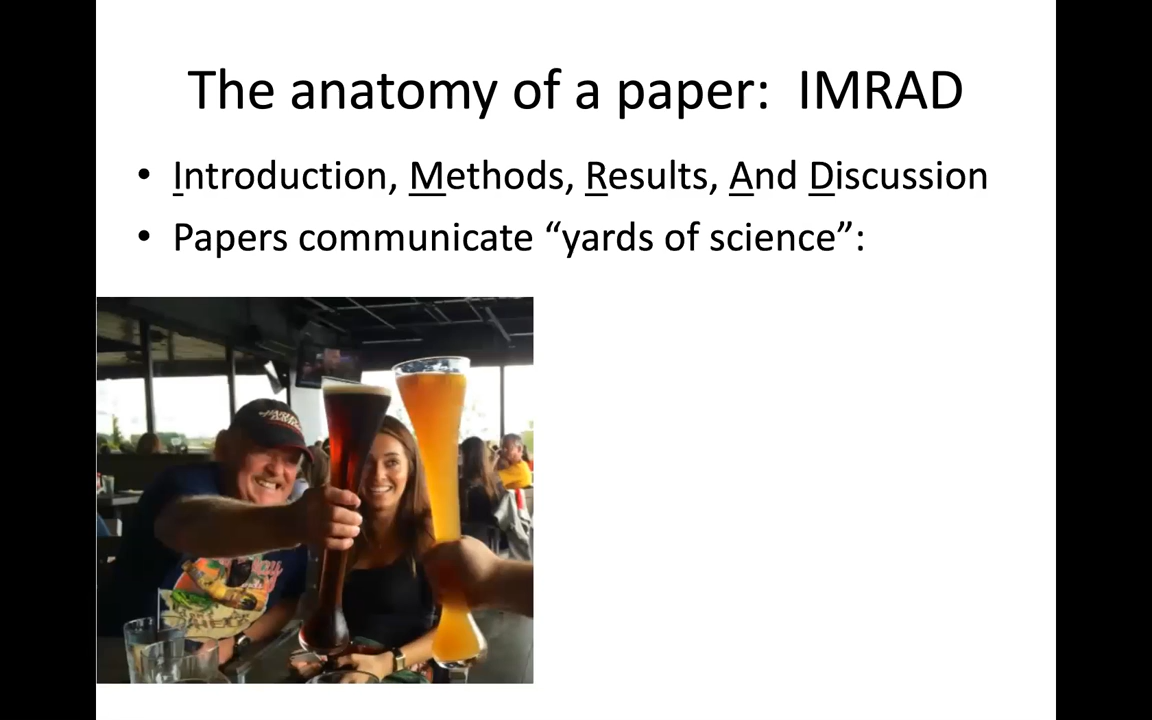 The anatomy of a paper: IMRAD
• Introduction, Methods, Results, And Discussion
• Papers communicate “yards of science”: